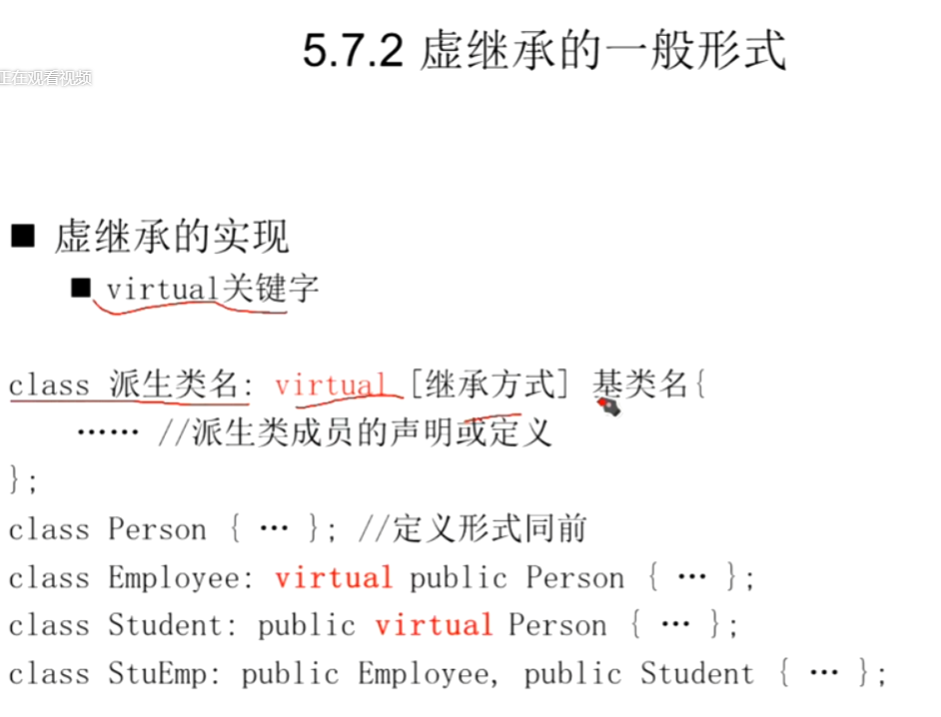 5.7.2 虚继承的一般形式
正在观看视频
■ 虚继承的实现
■ virtual关键字
class 派生类名: virtual [继承方式] 基类名{
…… //派生类成员的声明或定义
};
class Person { … }; //定义形式同前
class Employee: virtual public Person { … };
class Student: public virtual Person { … };
class StuEmp: public Employee, public Student { … };